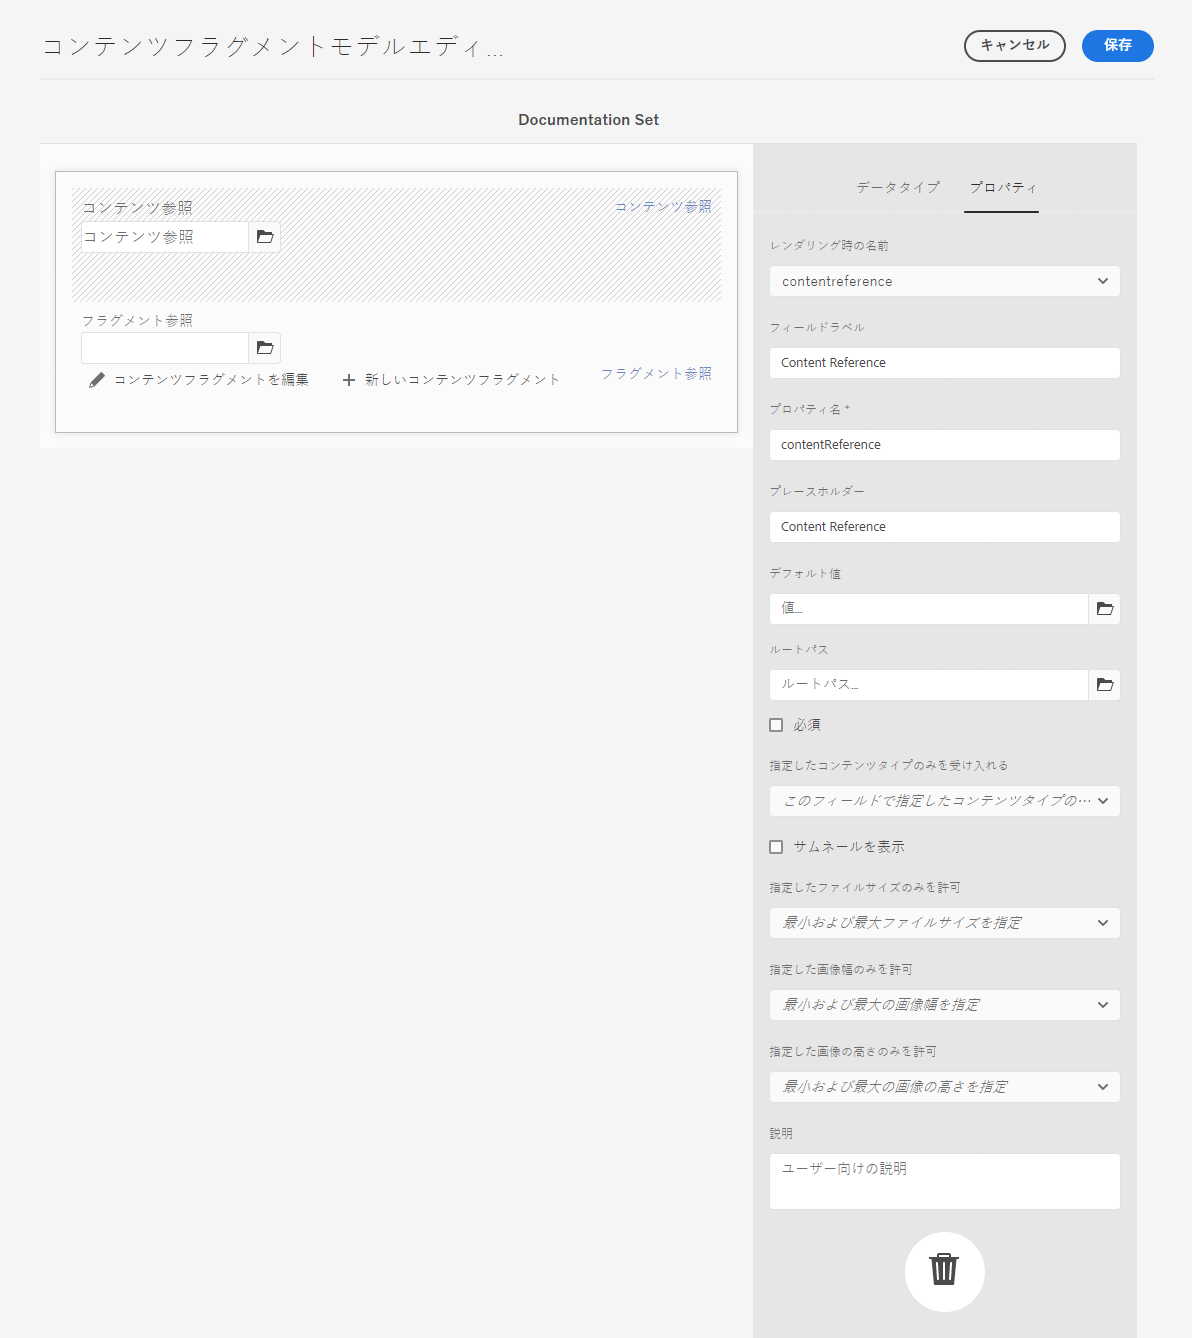 コンテンツフラグメントモデルエディ...
キャンセル
保存
Documentation Set
コンテンツ参照
コンテンツ参照
コンテンツ参照
フラグメント参照
コンテンツフラグメントを編集
新しいコンテンツフラグメント
フラグメント参照
データタイプ
プロパティ
レンダリング時の名前
contentreference
フィールドラベル
Content Reference
プロパティ名 *
contentReference
プレースホルダー
Content Reference
デフォルト値
値...
ルートパス
ルートパス...
必須
指定したコンテンツタイプのみを受け入れる
このフィールドで指定したコンテンツタイプの…
サムネールを表示
指定したファイルサイズのみを許可
最小および最大ファイルサイズを指定
指定した画像幅のみを許可
最小および最大の画像幅を指定
指定した画像の高さのみを許可
最小および最大の画像の高さを指定
説明
ユーザー向けの説明